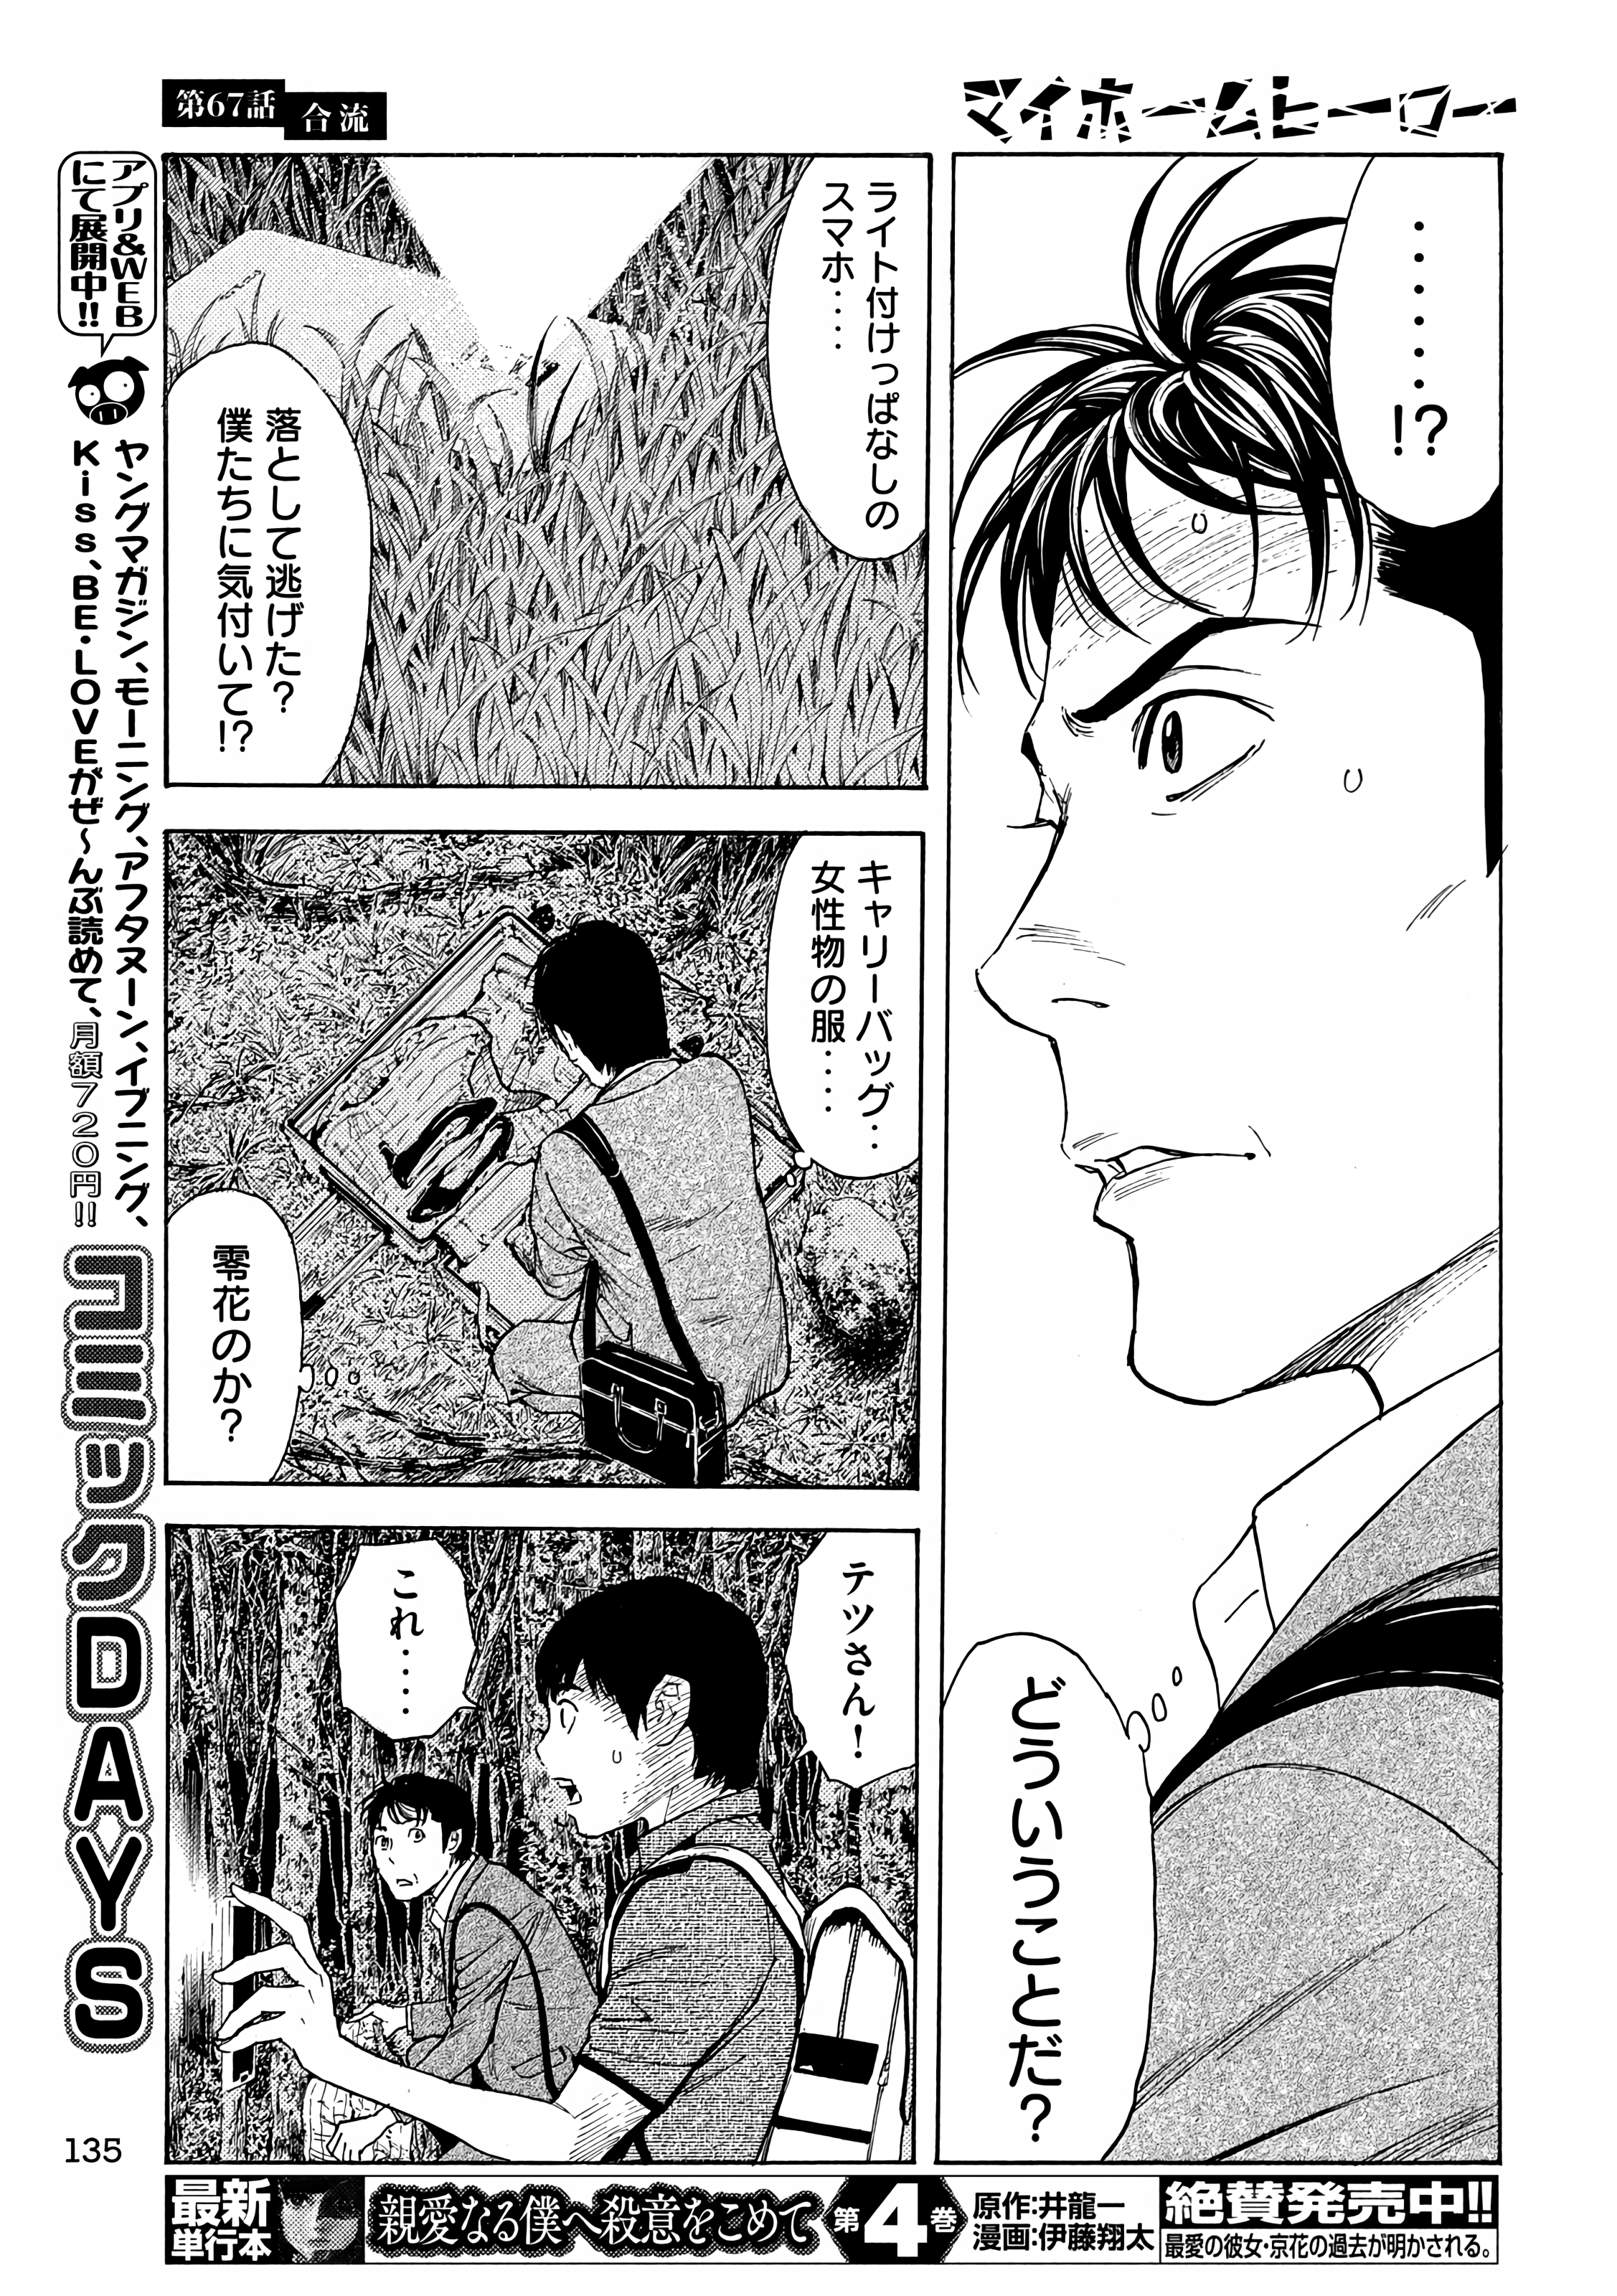 マイホームヒーロー
第67話
合流
‥‥‥!?
どういうことだ？
ライト付けっぱなしの
スマホ‥‥
落として逃げた？
僕たちに気付いて!?
キャリーバッグ‥
女性物の服‥‥
零花のか？
テツさん！
これ‥‥
アプリ&WEB
にて展開中!!
ヤングマガジン、モーニング、アフタヌーン、イブニング、
Kiss、BE・LOVEがぜ〜んぶ読めて、月額720円!!
コミックDAYS
135
最新
単行本
親愛なる僕へ殺意をこめて
第4巻
原作:井龍一
漫画:伊藤翔太
絶賛発売中!!
最愛の彼女・京花の過去が明かされる。